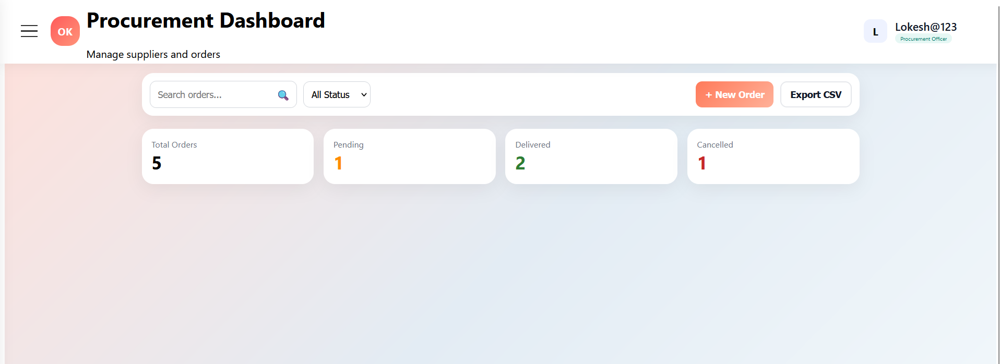 OK
Procurement Dashboard
Manage suppliers and orders
L
Lokesh@123
Procurement Officer
Search orders...
All Status
+ New Order
Export CSV
Total Orders
5
Pending
1
Delivered
2
Cancelled
1